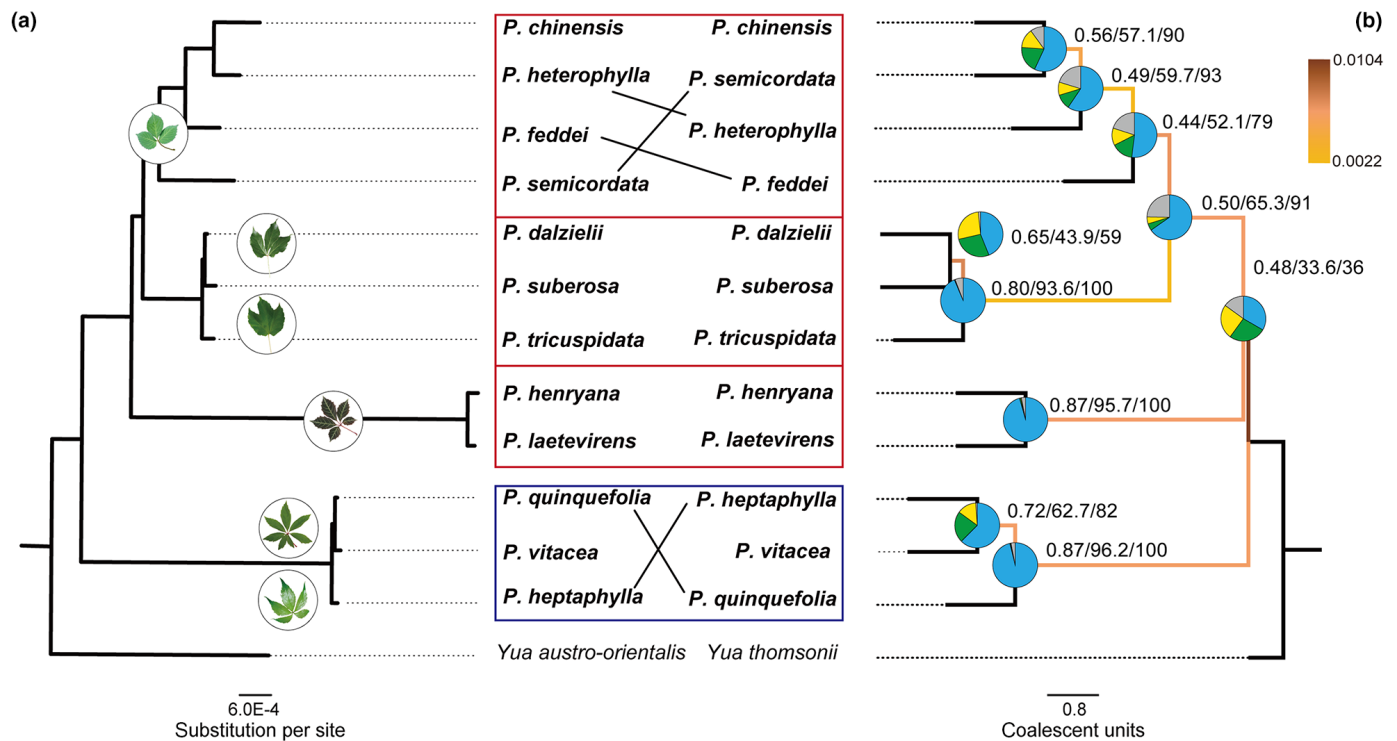 (a)
(b)
P. chinensis P. chinensis
P. heterophylla P. semicordata
P. feddei P. heterophylla
P. semicordata P. feddei
P. dalzielii P. dalzielii
P. suberosa P. suberosa
P. tricuspidata P. tricuspidata
P. henryana P. henryana
P. laetevirens P. laetevirens
P. quinquefolia P. heptaphylla
P. vitacea P. vitacea
P. heptaphylla P. quinquefolia
Yua austro-orientalis Yua thomsonii
0.56/57.1/90
0.49/59.7/93
0.44/52.1/79
0.50/65.3/91
0.65/43.9/59
0.48/33.6/36
0.80/93.6/100
0.87/95.7/100
0.72/62.7/82
0.87/96.2/100
0.0104
0.0022
6.0E-4
Substitution per site
0.8
Coalescent units